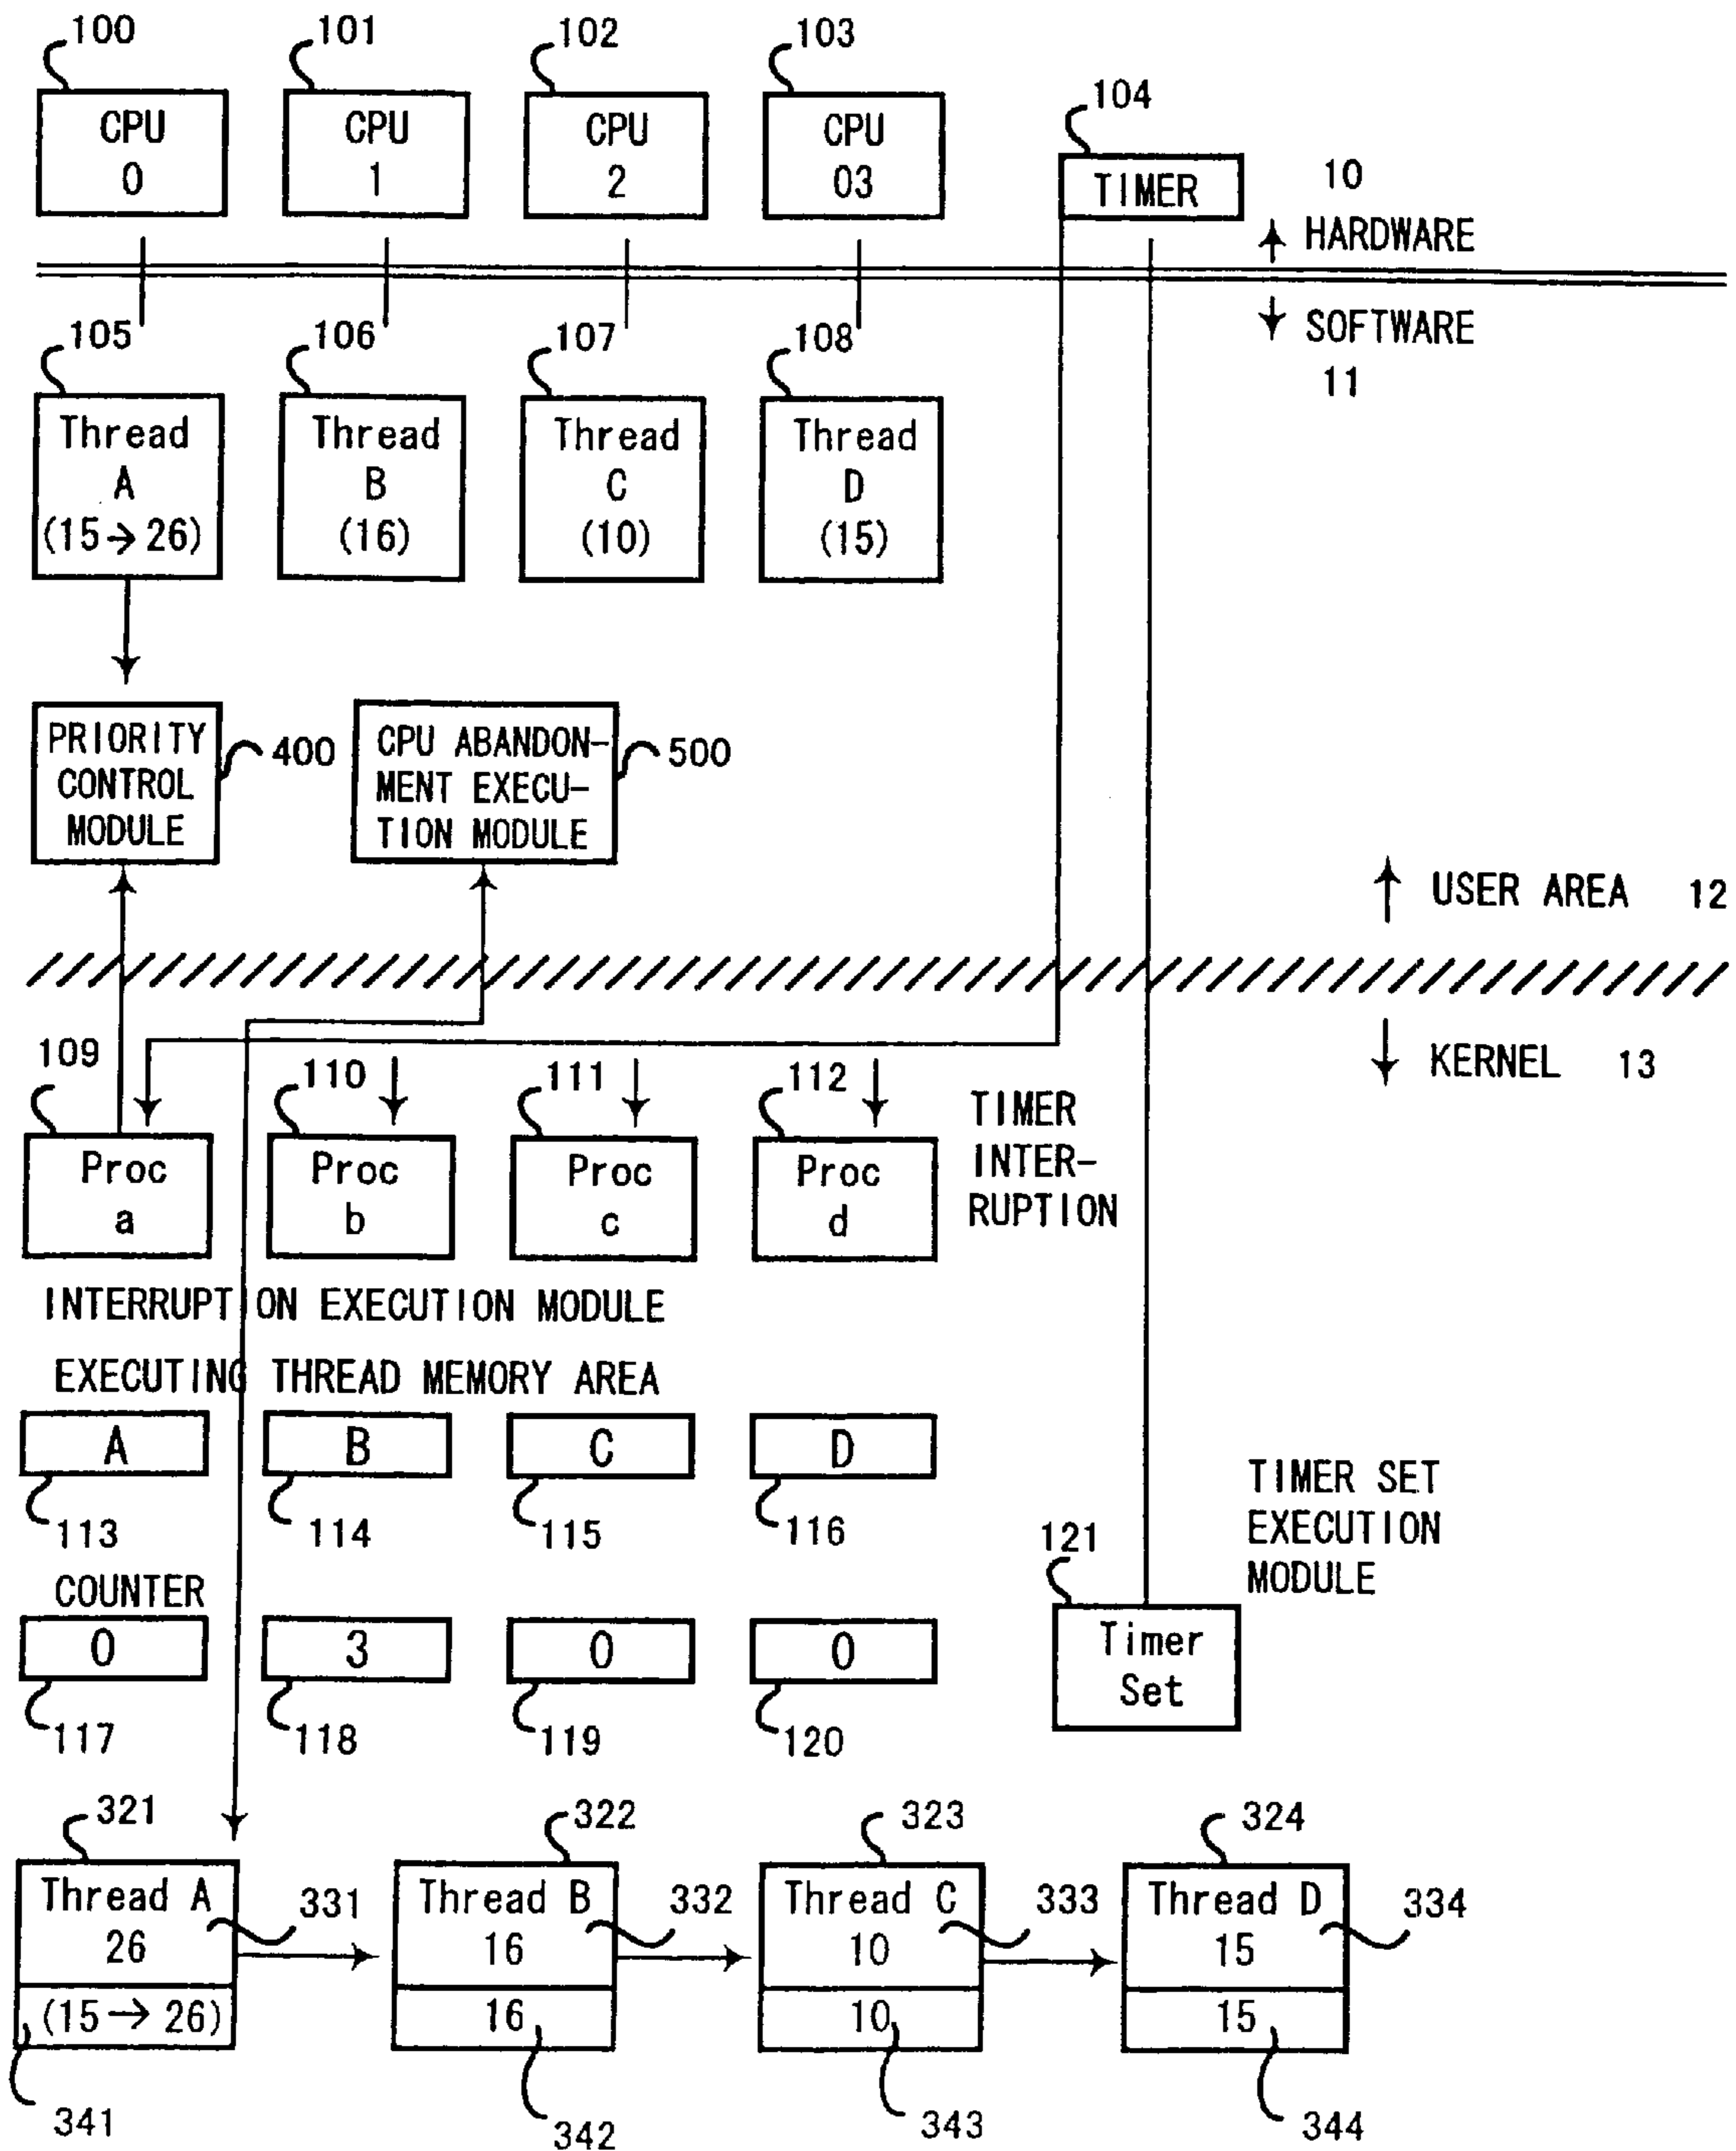 100
101
102
103
104
CPU
0
CPU
1
CPU
2
CPU
03
TIMER
10
HARDWARE
SOFTWARE
11
105
106
107
108
Thread
A
(15→26)
Thread
B
(16)
Thread
C
(10)
Thread
D
(15)
PRIORITY
CONTROL
MODULE
400
CPU ABANDON-
MENT EXECU-
TION MODULE
500
USER AREA 12
KERNEL 13
109
110
111
112
Proc
a
Proc
b
Proc
c
Proc
d
TIMER
INTER-
RUPTION
INTERRUPTION EXECUTION MODULE
EXECUTING THREAD MEMORY AREA
A
B
C
D
113
114
115
116
COUNTER
0
3
0
0
117
118
119
120
TIMER SET
EXECUTION
MODULE
121
Timer
Set
321
322
323
324
Thread A
26
(15→26)
331
Thread B
16
16
332
Thread C
10
10
333
Thread D
15
15
334
341
342
343
344